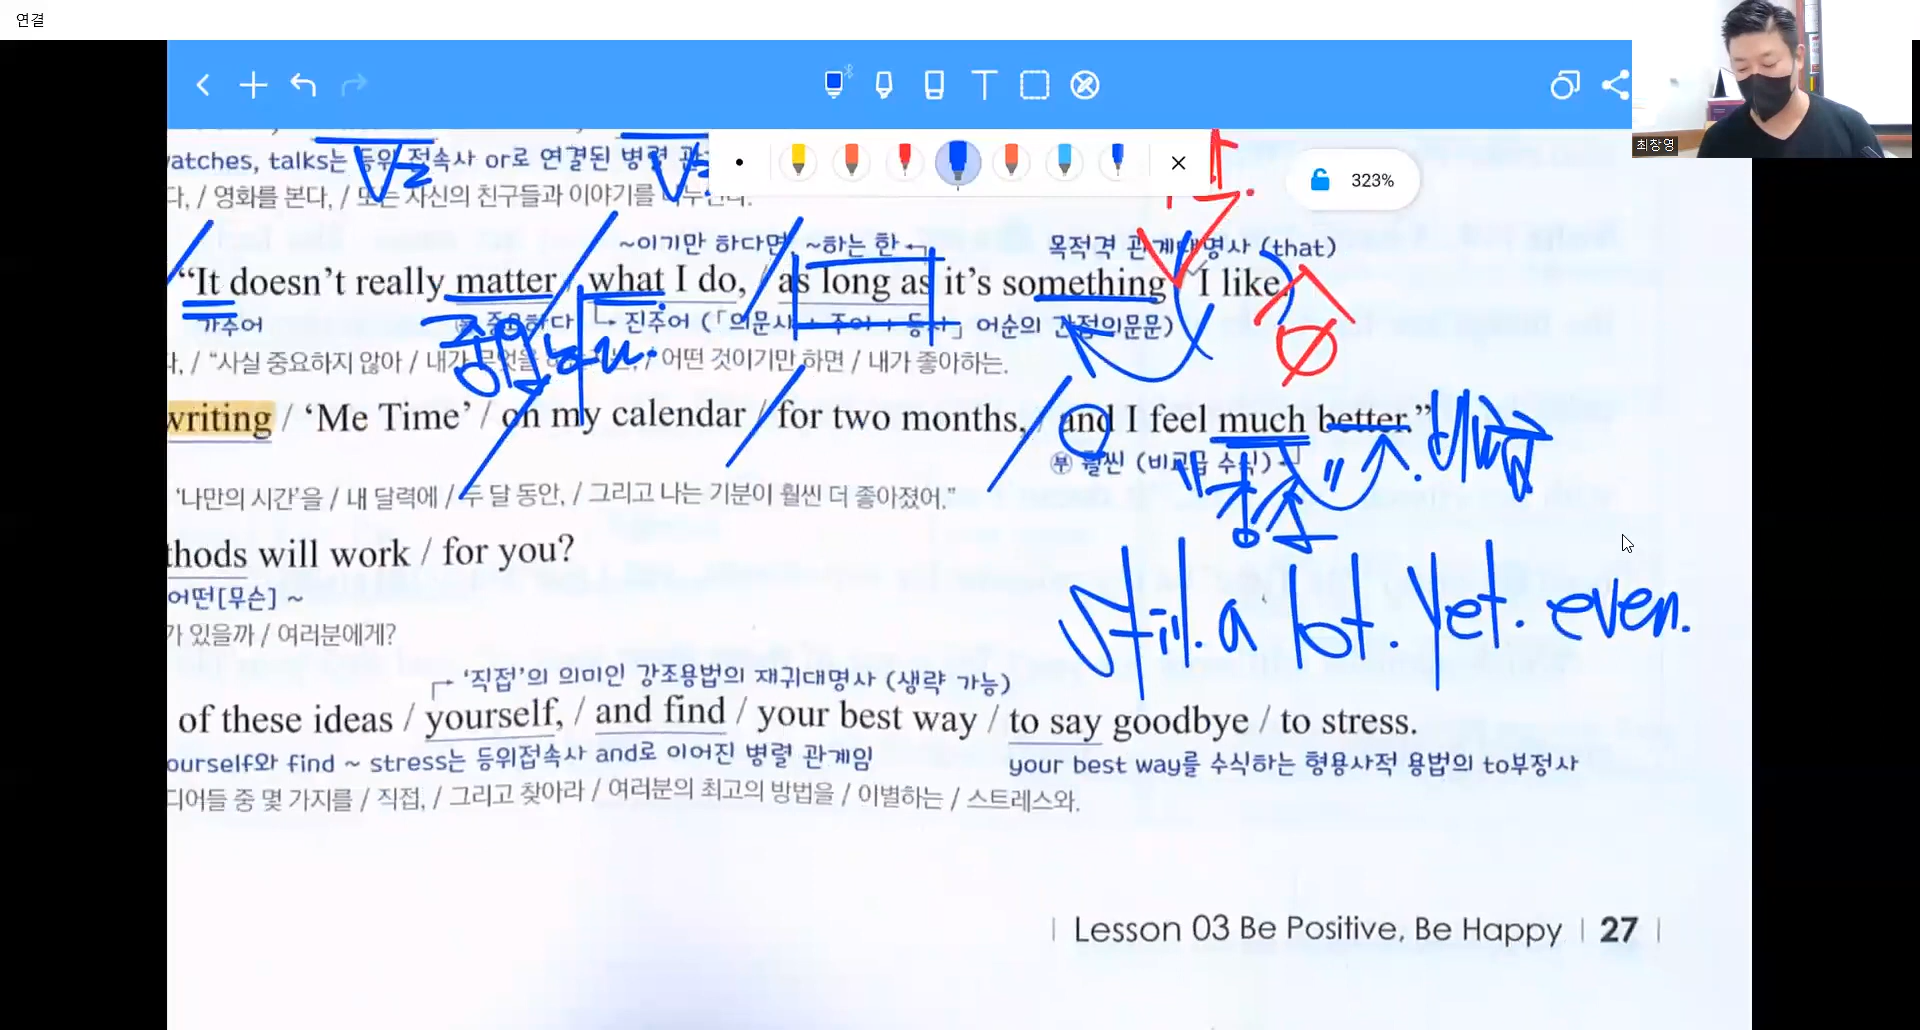 연결
최창영
323%
watches, talks는 등위 접속사 or로 연결된 병렬 관
V-z
다, / 영화를 본다, / 또는 자신의 친구들과 이야기를 나누
~이기만 하다면, ~하는 한
목적격 관계대명사 (that)
“It doesn’t really matter / what I do, / as long as it’s something I like.
가주어
중요하다
진주어 (「의문사 + 주어 + 동사」 어순의 간접의문문)
다, / “사실 중요하지 않아 / 내가 무엇을 / 어떤 것이기만 하면 / 내가 좋아하는.
writing / ‘Me Time’ / on my calendar / for two months, / and I feel much better.”
비교급
부 훨씬 (비교급 수식)
"강조"
‘나만의 시간’을 / 내 달력에 / 두 달 동안, / 그리고 나는 기분이 훨씬 더 좋아졌어.”
thods will work / for you?
still. a lot. yet. even.
어떤[무슨] ~
가 있을까 / 여러분에게?
‘직접’의 의미인 강조용법의 재귀대명사 (생략 가능)
of these ideas / yourself, / and find / your best way / to say goodbye / to stress.
ourself와 find ~ stress는 등위접속사 and로 이어진 병렬 관계임
your best way를 수식하는 형용사적 용법의 to부정사
디어들 중 몇 가지를 / 직접, / 그리고 찾아라 / 여러분의 최고의 방법을 / 이별하는 / 스트레스와.
Lesson 03 Be Positive, Be Happy | 27